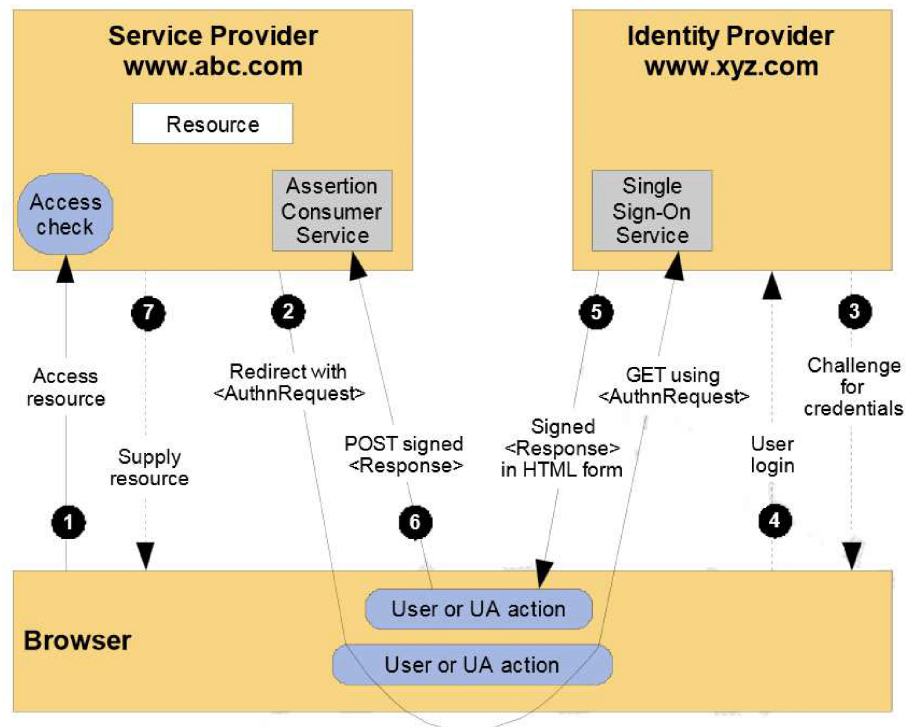 Service Provider
www.abc.com
Resource
Access
check
Assertion
Consumer
Service
Identity Provider
www.xyz.com
Single
Sign-On
Service
7
2
5
3
Access
resource
Redirect with
<AuthnRequest>
GET using
<AuthnRequest>
Challenge
for
credentials
Supply
resource
POST signed
<Response>
Signed
<Response>
in HTML form
User
login
1
6
4
User or UA action
Browser
User or UA action